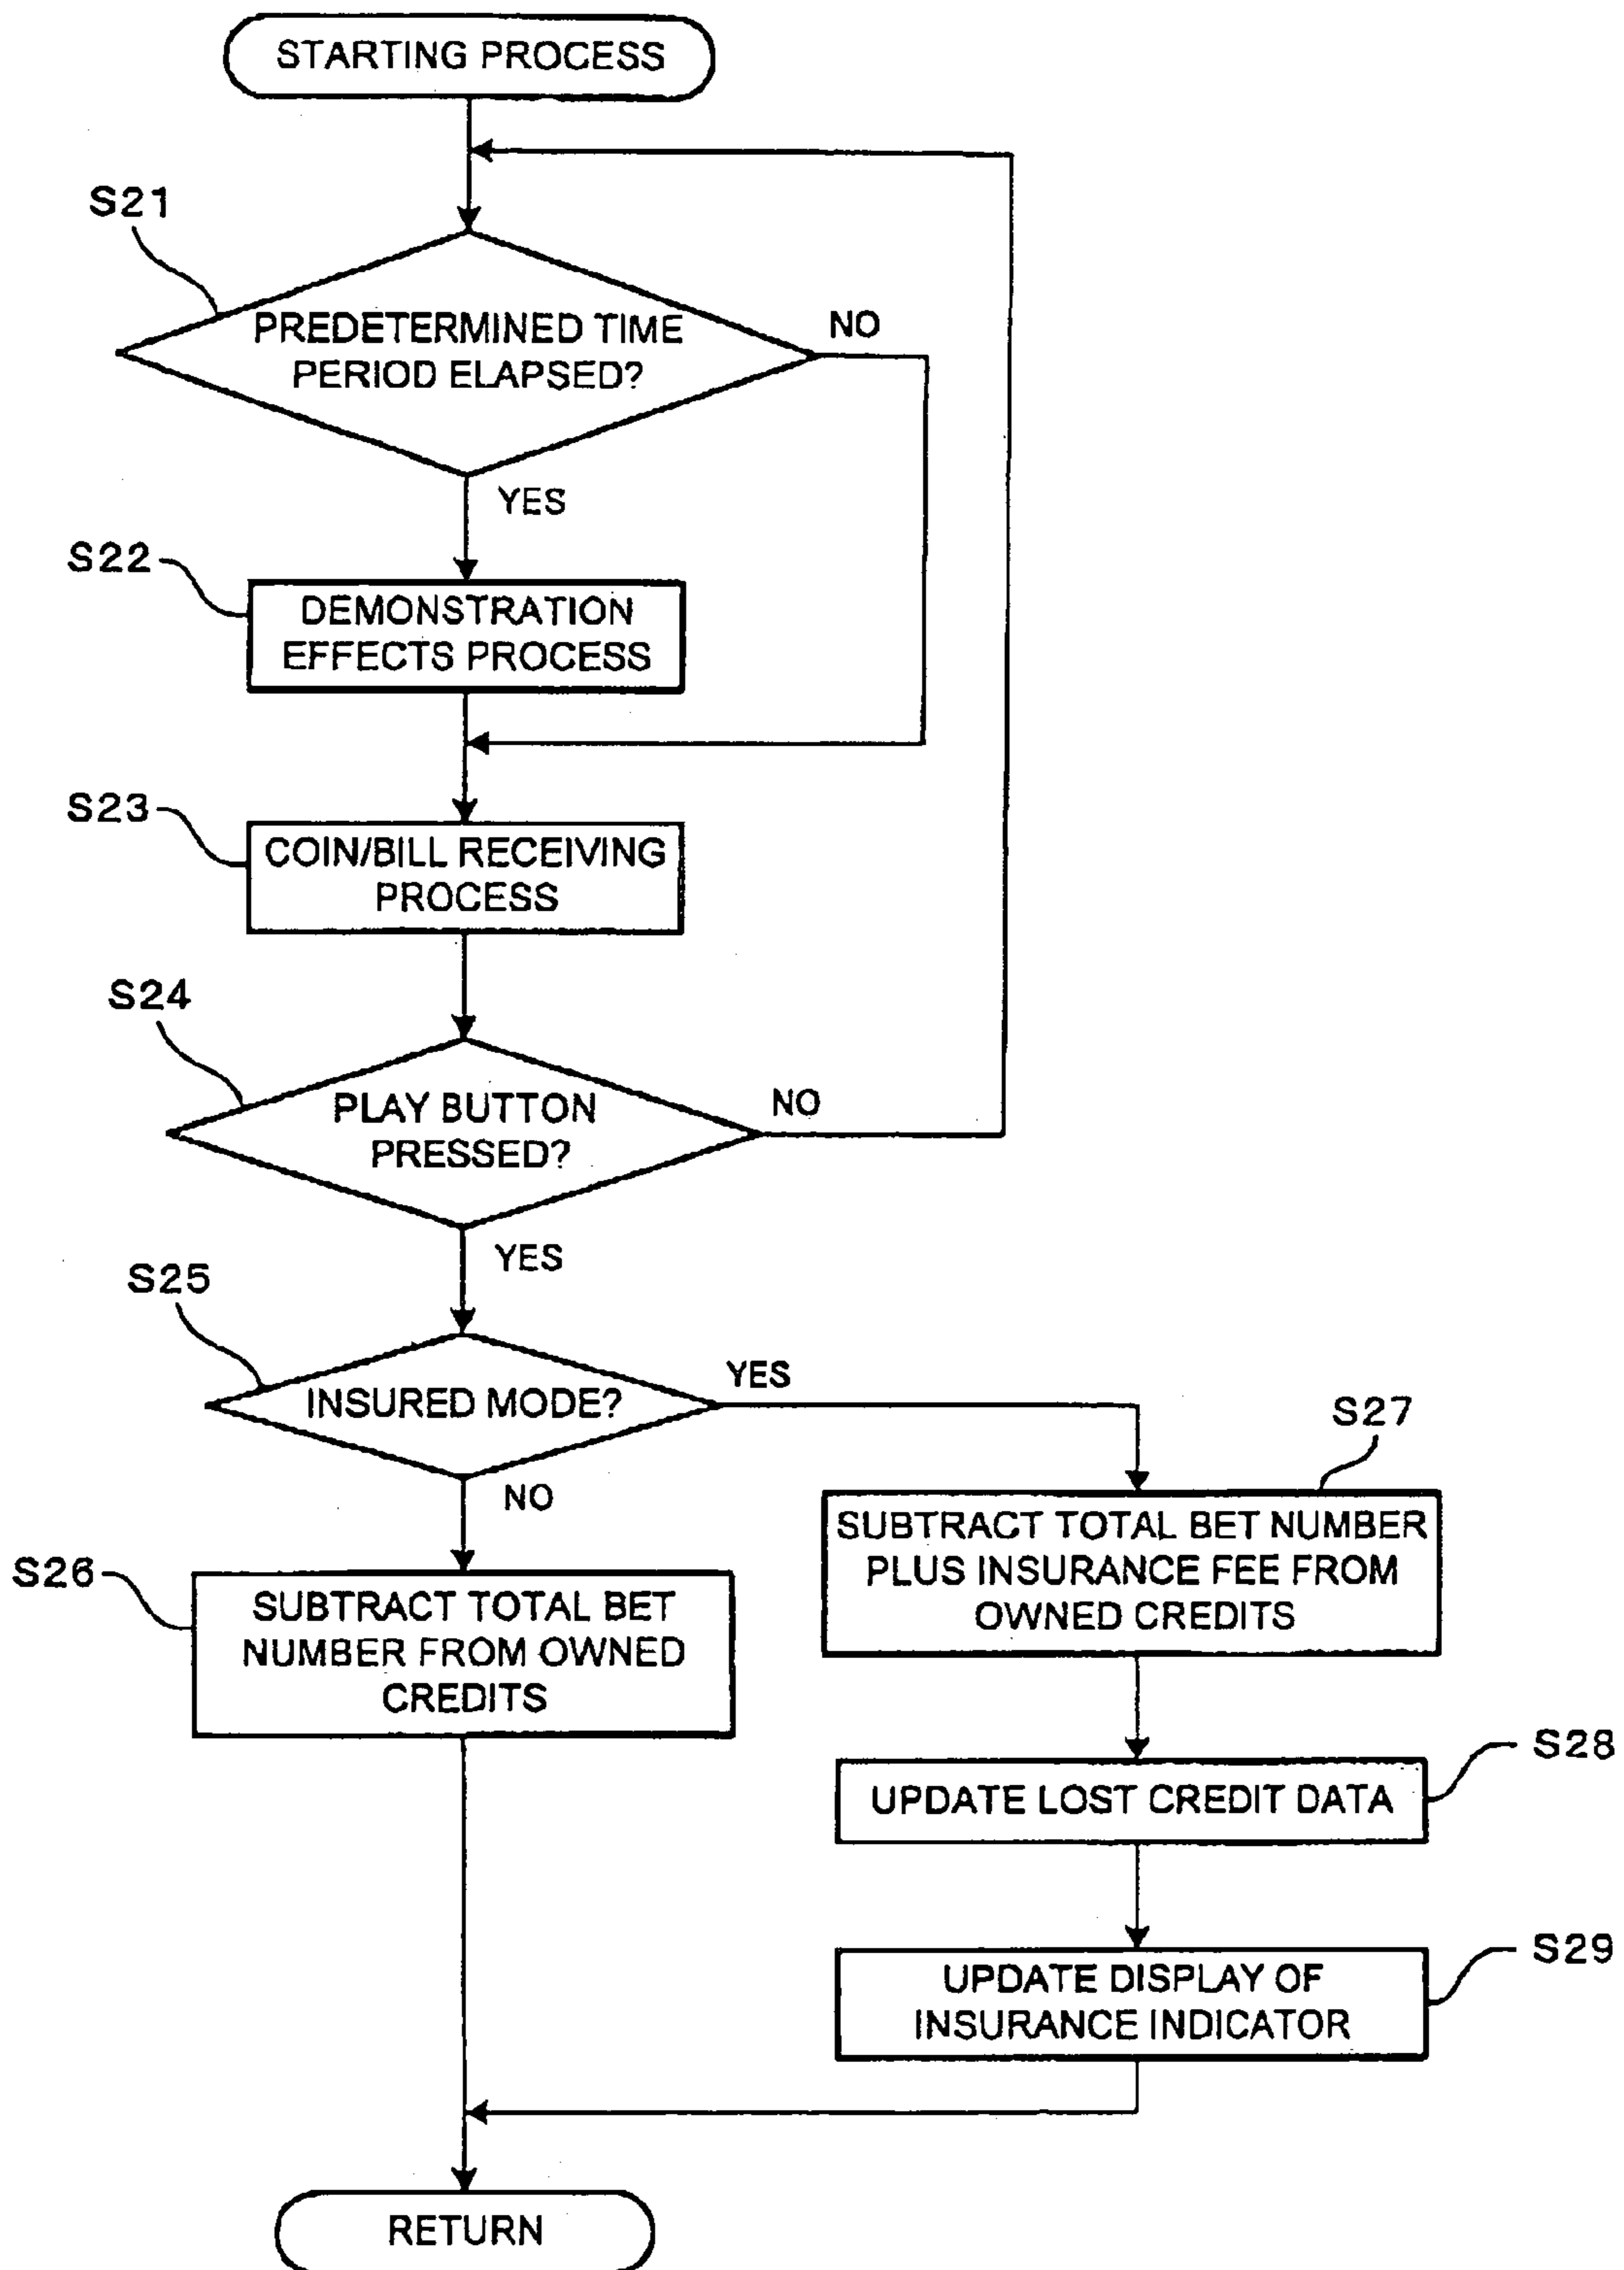 STARTING PROCESS
S21
PREDETERMINED TIME
PERIOD ELAPSED?
NO
YES
S22
DEMONSTRATION
EFFECTS PROCESS
S23
COIN/BILL RECEIVING
PROCESS
S24
PLAY BUTTON
PRESSED?
NO
YES
S25
INSURED MODE?
YES
NO
S26
SUBTRACT TOTAL BET
NUMBER FROM OWNED
CREDITS
S27
SUBTRACT TOTAL BET NUMBER
PLUS INSURANCE FEE FROM
OWNED CREDITS
S28
UPDATE LOST CREDIT DATA
S29
UPDATE DISPLAY OF
INSURANCE INDICATOR
RETURN